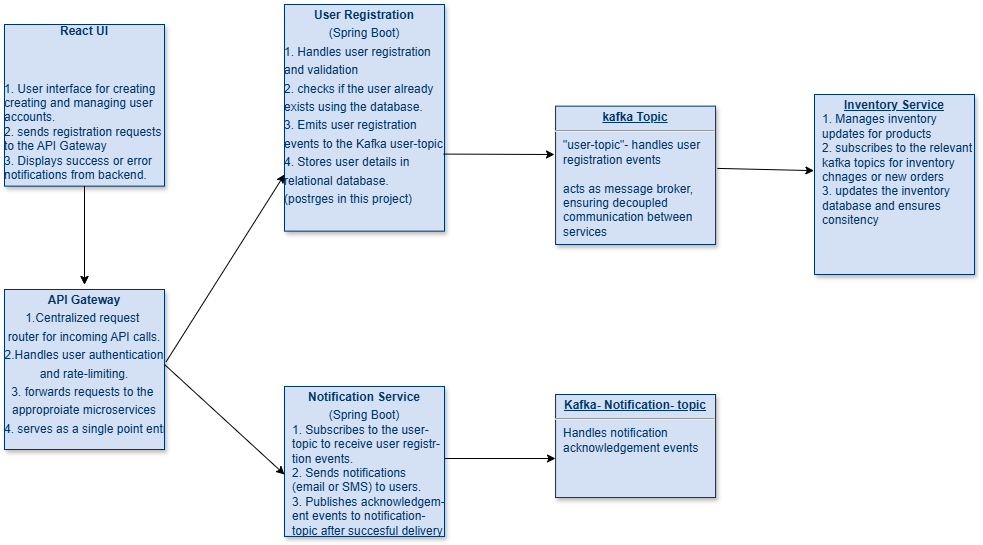 React UI
1. User interface for creating
creating and managing user
accounts.
2. sends registration requests
to the API Gateway
3. Displays success or error
notifications from backend.
API Gateway
1.Centralized request
router for incoming API calls.
2.Handles user authentication
and rate-limiting.
3. forwards requests to the
approproiate microservices
4. serves as a single point ent
User Registration
(Spring Boot)
1. Handles user registration
and validation
2. checks if the user already
exists using the database.
3. Emits user registration
events to the Kafka user-topic
4. Stores user details in
relational database.
(postrges in this project)
Notification Service
(Spring Boot)
1. Subscribes to the user-
topic to receive user registr-
tion events.
2. Sends notifications
(email or SMS) to users.
3. Publishes acknowledgem-
ent events to notification-
topic after succesful delivery
kafka Topic
"user-topic"- handles user
registration events
acts as message broker,
ensuring decoupled
communication between
services
Kafka- Notification- topic
Handles notification
acknowledgement events
Inventory Service
1. Manages inventory
updates for products
2. subscribes to the relevant
kafka topics for inventory
chnages or new orders
3. updates the inventory
database and ensures
consitency